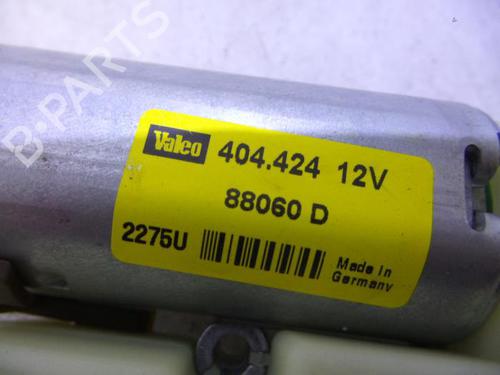 Valeo 404.424 12V
88060 D
2275U Made in
Germany
B-PARTS